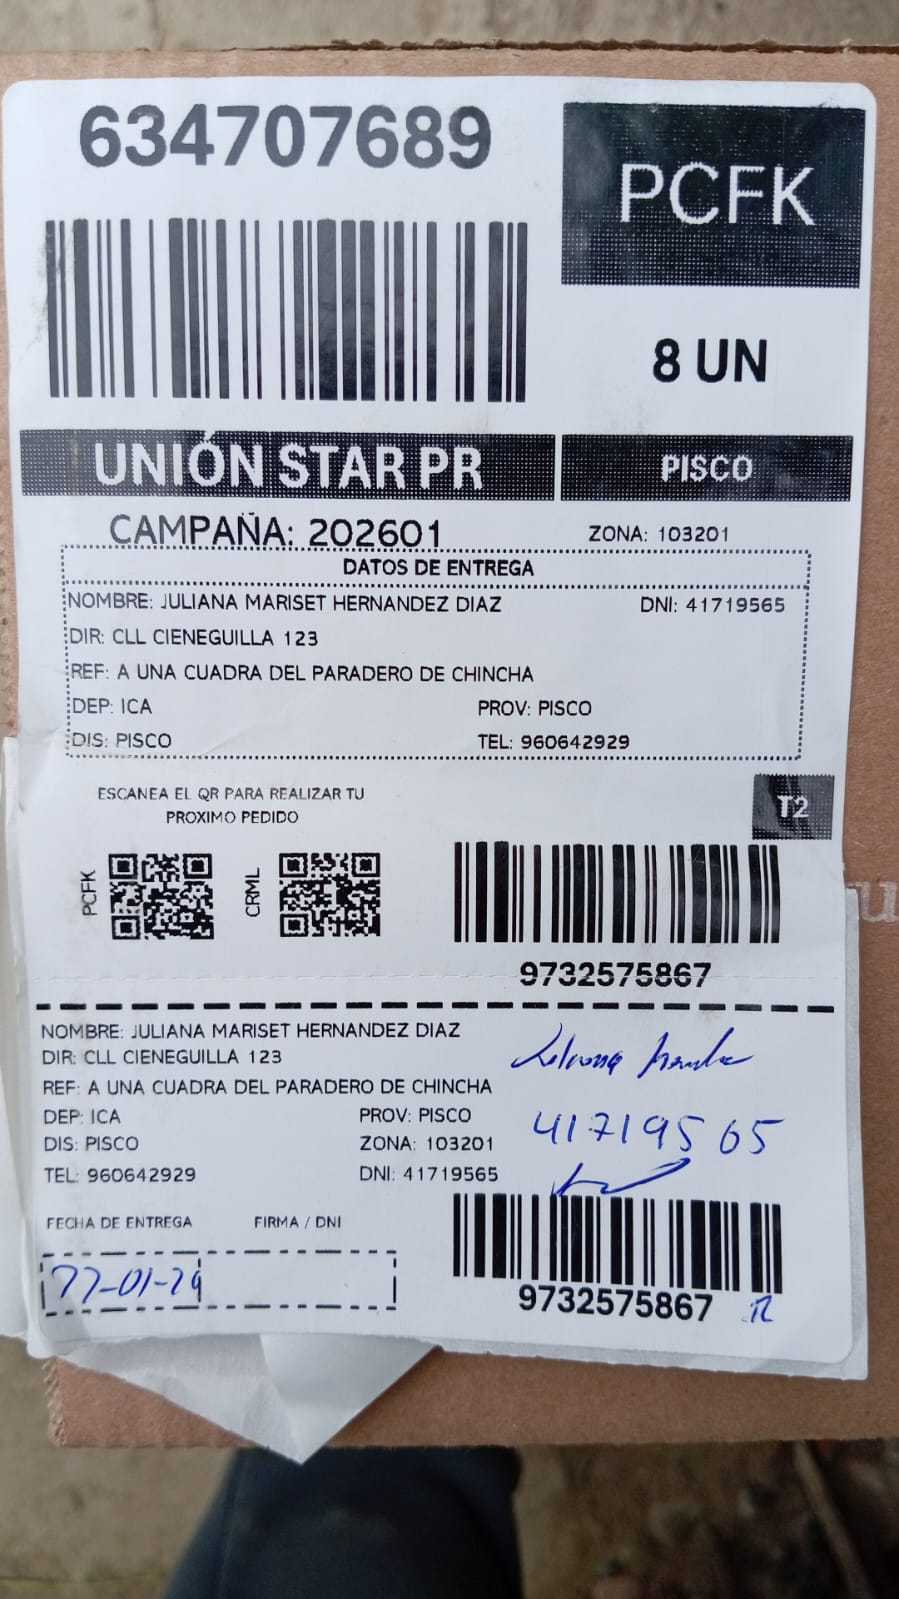 634707689
PCFK
8 UN
UNIÓN STAR PR
PISCO
CAMPAÑA: 202601
ZONA: 103201
DATOS DE ENTREGA
NOMBRE: JULIANA MARISET HERNANDEZ DIAZ DNI: 41719565
DIR: CLL CIENEGUILLA 123
REF: A UNA CUADRA DEL PARADERO DE CHINCHA
DEP: ICA PROV: PISCO
DIS: PISCO TEL: 960642929
ESCANEA EL QR PARA REALIZAR TU
PROXIMO PEDIDO
T2
PCFK
CRML
9732575867
NOMBRE: JULIANA MARISET HERNANDEZ DIAZ
DIR: CLL CIENEGUILLA 123
REF: A UNA CUADRA DEL PARADERO DE CHINCHA
DEP: ICA PROV: PISCO
DIS: PISCO ZONA: 103201
TEL: 960642929 DNI: 41719565
41719565
FECHA DE ENTREGA FIRMA / DNI
9732575867